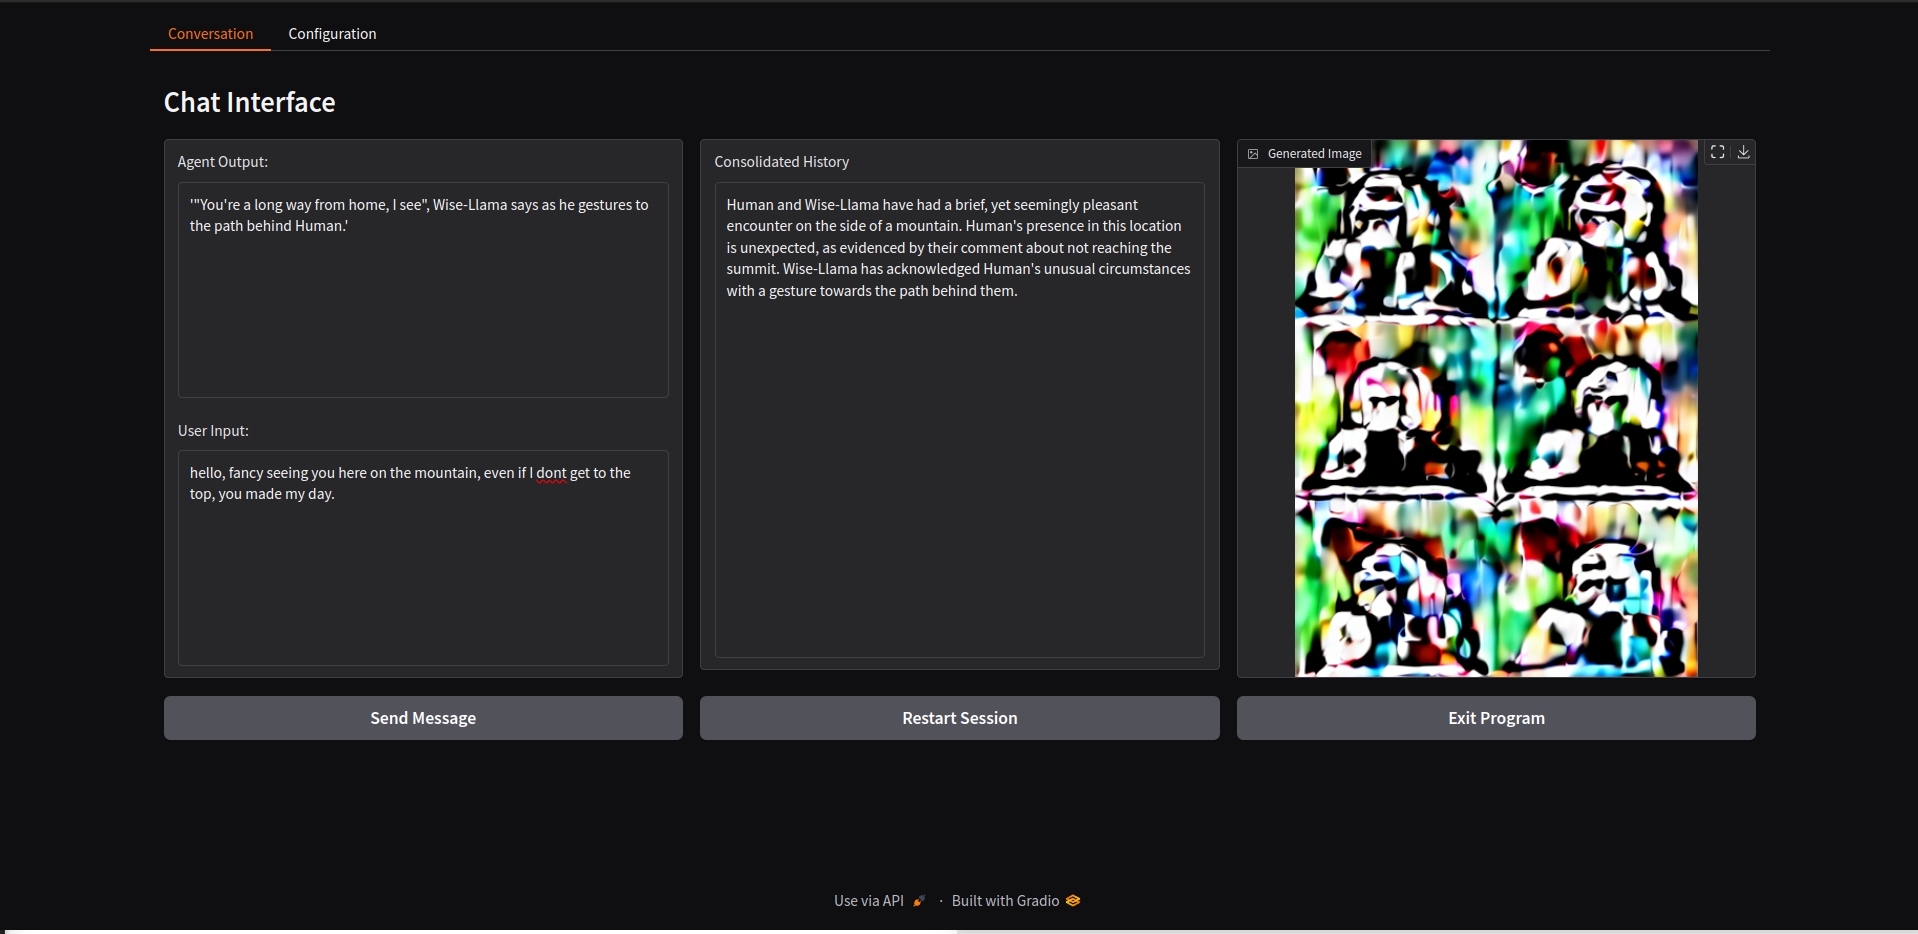 Conversation
Configuration
Chat Interface
Agent Output:
'"You're a long way from home, I see", Wise-Llama says as he gestures to
the path behind Human.'
User Input:
hello, fancy seeing you here on the mountain, even if I dont get to the
top, you made my day.
Consolidated History
Human and Wise-Llama have had a brief, yet seemingly pleasant
encounter on the side of a mountain. Human's presence in this location
is unexpected, as evidenced by their comment about not reaching the
summit. Wise-Llama has acknowledged Human's unusual circumstances
with a gesture towards the path behind them.
Generated Image
Send Message
Restart Session
Exit Program
Use via API
·
Built with Gradio